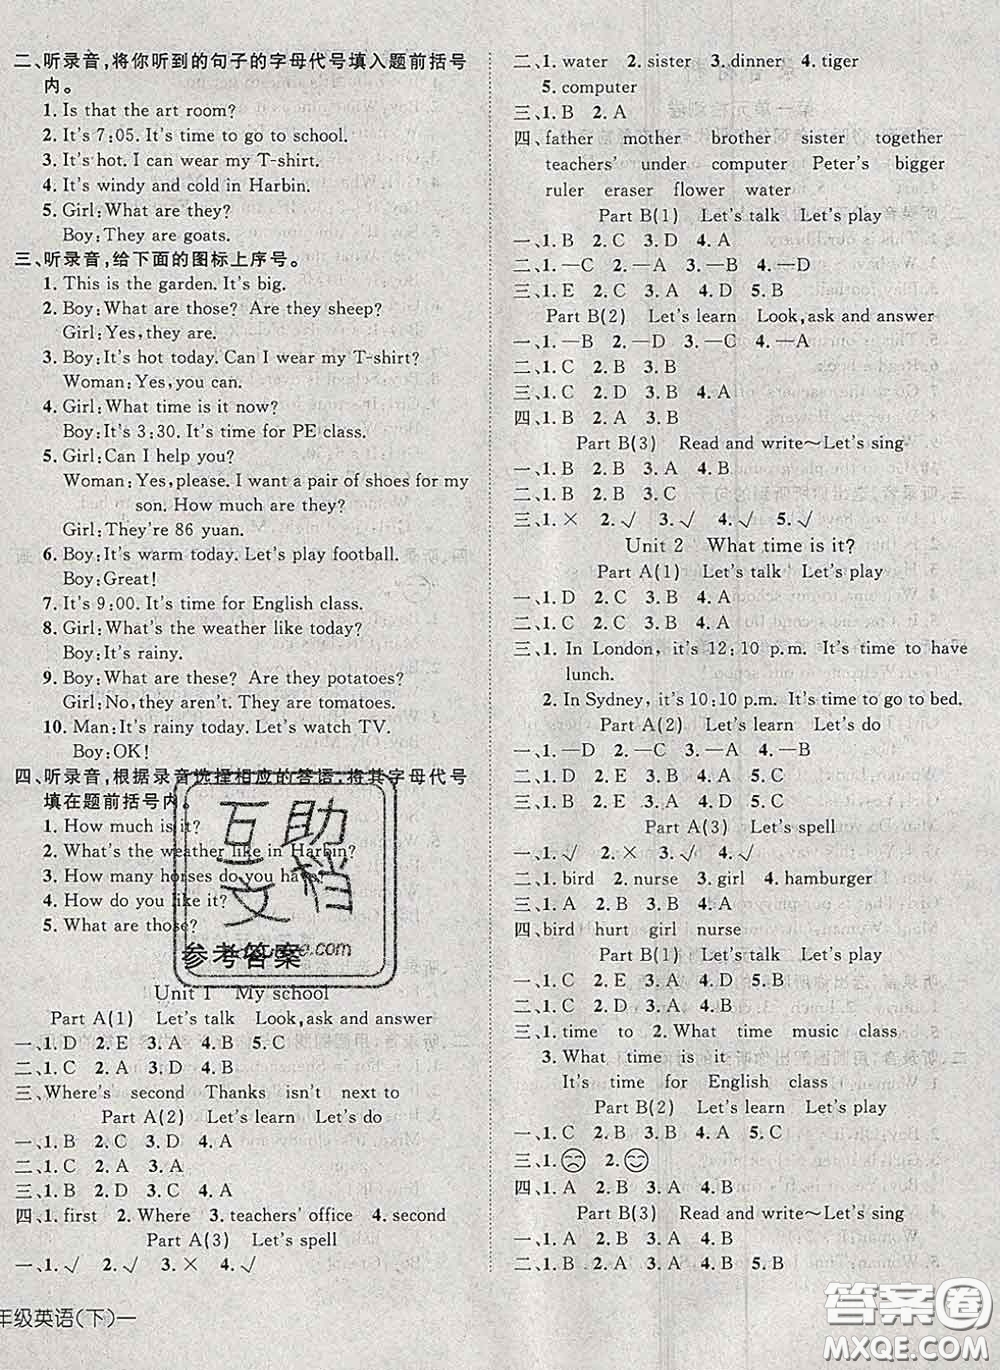 二、听录音,将你听到的句子的字母代号填入题前括号
内。
1. Is that the art room?
2. It's 7:05. It's time to go to school.
3. It's hot. I can wear my T-shirt.
4. It's windy and cold in Harbin.
5. Girl: What are they?
Boy: They are goats.
三、听录音,给下面的图标上序号。
1. This is the garden. It's big.
2. Boy: What are those? Are they sheep?
Girl: Yes, they are.
3. Boy: It's hot today. Can I wear my T-shirt?
Woman: Yes, you can.
4. Girl: What time is it now?
Boy: It's 3:30. It's time for PE class.
5. Girl: Can I help you?
Woman: Yes, please. I want a pair of shoes for my
son. How much are they?
Girl: They're 86 yuan.
6. Boy: It's warm today. Let's play football.
Boy: Great!
7. It's 9:00. It's time for English class.
8. Girl: What's the weather like today?
Boy: It's rainy.
9. Boy: What are these? Are they potatoes?
Girl: No, they aren't. They are tomatoes.
10. Man: It's rainy today. Let's watch TV.
Boy: OK!
四、听录音,根据录音选择相应的答语,将其字母代号
填在题前括号内。
1. How much is it?
2. What's the weather like in Harbin?
3. How many horses do you have?
4. How do you like it?
5. What are those?
互助
文档
参考答案
.com
Unit 1 My school
Part A(1) Let's talk Look, ask and answer
一、1. D 2. E 3. A 4. B 5. C
二、1. C 2. A 3. D 4. B
三、Where's second Thanks isn't next to
Part A(2) Let's learn Let's do
一、1. B 2. C 3. D 4. A
二、1. C 2. A 3. A
三、1. B 2. D 3. C 4. A
四、1. first 2. Where 3. teachers' office 4. second
Part A(3) Let's spell
一、1. √ 2. √ 3. × 4. √
年级英语(下)—
二、1. water 2. sister 3. dinner 4. tiger
5. computer
三、1. B 2. A
四、father mother brother sister together
teachers' under computer Peter's bigger
ruler eraser flower water
Part B(1) Let's talk Let's play
一、1. B 2. C 3. D 4. A
二、1. —C 2. —A 3. —B 4. —D
三、1. E 2. C 3. A 4. D 5. B
Part B(2) Let's learn Look, ask and answer
一、1. —B 2. —D 3. —C 4. —A
二、1. C 2. B 3. B
三、1. C 2. D 3. B 4. A
四、1. B 2. A 3. B
Part B(3) Read and write~Let's sing
一、1. C 2. D 3. A 4. B
二、1. A 2. B 3. C
三、1. × 2. √ 3. √ 4. √ 5. √
Unit 2 What time is it?
Part A(1) Let's talk Let's play
一、1. D 2. C 3. B 4. A
二、1. C 2. B 3. A 4. C
三、1. In London, it's 12:10 p.m. It's time to have
lunch.
2. In Sydney, it's 10:10 p.m. It's time to go to bed.
Part A(2) Let's learn Let's do
一、1. —D 2. —C 3. —A 4. —B
二、1. D 2. C 3. E 4. A 5. B
三、1. D 2. B 3. A 4. C
Part A(3) Let's spell
一、1. √ 2. × 3. √ 4. √
二、1. bird 2. nurse 3. girl 4. hamburger
三、1. C 2. A 3. B
四、bird hurt girl nurse
Part B(1) Let's talk Let's play
一、1. C 2. E 3. D 4. A 5. B
二、1. C 2. A 3. B 4. D
三、1. time to 2. What time music class
3. What time is it
It's time for English class
Part B(2) Let's learn Let's play
一、1. C 2. B 3. A 4. B 5. C
二、1. C 2. D 3. B 4. A
三、1. 2.
四、1. A 2. B 3. B 4. A
Part B(3) Read and write~Let's sing
一、1. A 2. B 3. A 4. B
二、1. B 2. A 3. A 4. B 5. B
答案圈
MXQE.COM